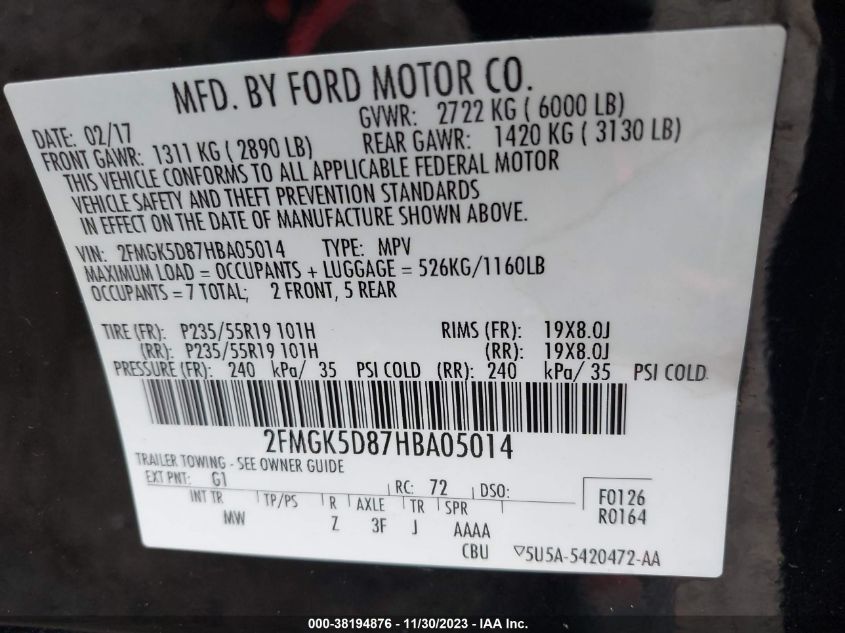 MFD. BY FORD MOTOR CO.
DATE: 02/17 GVWR: 2722 KG ( 6000 LB)
FRONT GAWR: 1311 KG ( 2890 LB) REAR GAWR: 1420 KG ( 3130 LB)
THIS VEHICLE CONFORMS TO ALL APPLICABLE FEDERAL MOTOR
VEHICLE SAFETY AND THEFT PREVENTION STANDARDS
IN EFFECT ON THE DATE OF MANUFACTURE SHOWN ABOVE.
VIN: 2FMGK5D87HBA05014 TYPE: MPV
MAXIMUM LOAD = OCCUPANTS + LUGGAGE = 526KG/1160LB
OCCUPANTS = 7 TOTAL; 2 FRONT, 5 REAR
TIRE (FR): P235/55R19 101H RIMS (FR): 19X8.0J
(RR): P235/55R19 101H (RR): 19X8.0J
PRESSURE (FR): 240 kPa/ 35 PSI COLD (RR): 240 kPa/ 35 PSI COLD
2FMGK5D87HBA05014
TRAILER TOWING - SEE OWNER GUIDE
EXT PNT: G1 RC: 72 DSO: F0126
INT TR TP/PS R AXLE TR SPR R0164
MW Z 3F J AAAA
CBU ▽5U5A-5420472-AA
000-38194876 - 11/30/2023 - IAA Inc.